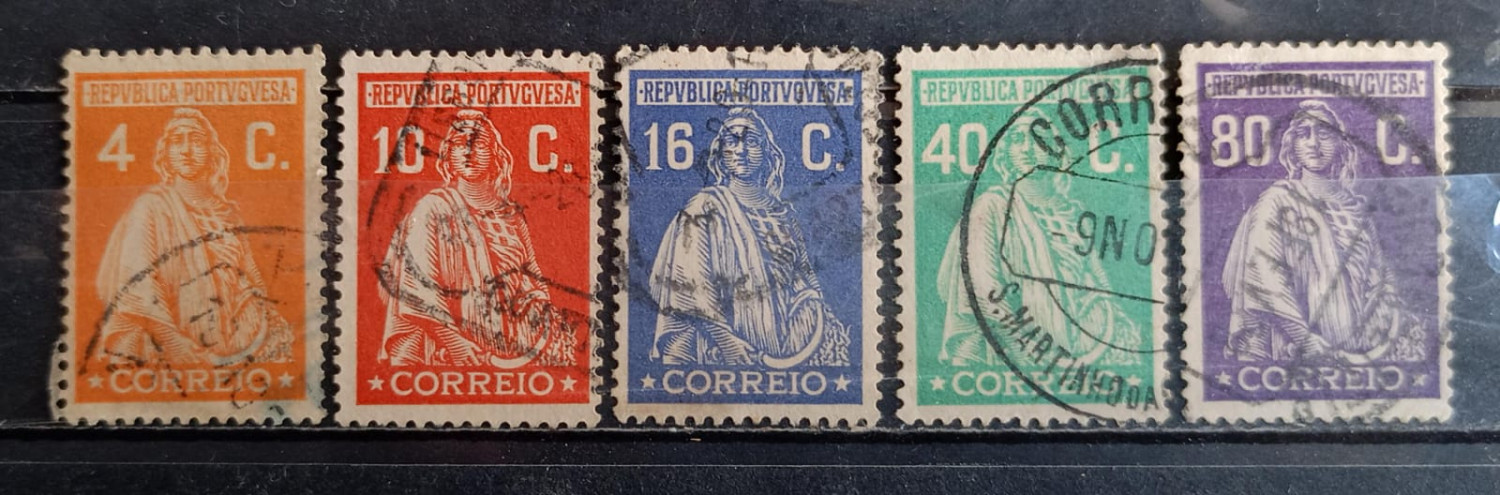 ·REPVBLICA PORTVGVESA·
4 C.
★ CORREIO ★
·REPVBLICA PORTVGVESA·
10 C.
★ CORREIO ★
·REPVBLICA PORTVGVESA·
16 C.
★ CORREIO ★
·REPVBLICA PORTVGVESA·
40 C.
★ CORREIO ★
CORR
-9NO
S. MARTINHO DA
·REPVBLICA PORTVGVESA·
80 C.
★ CORREIO ★